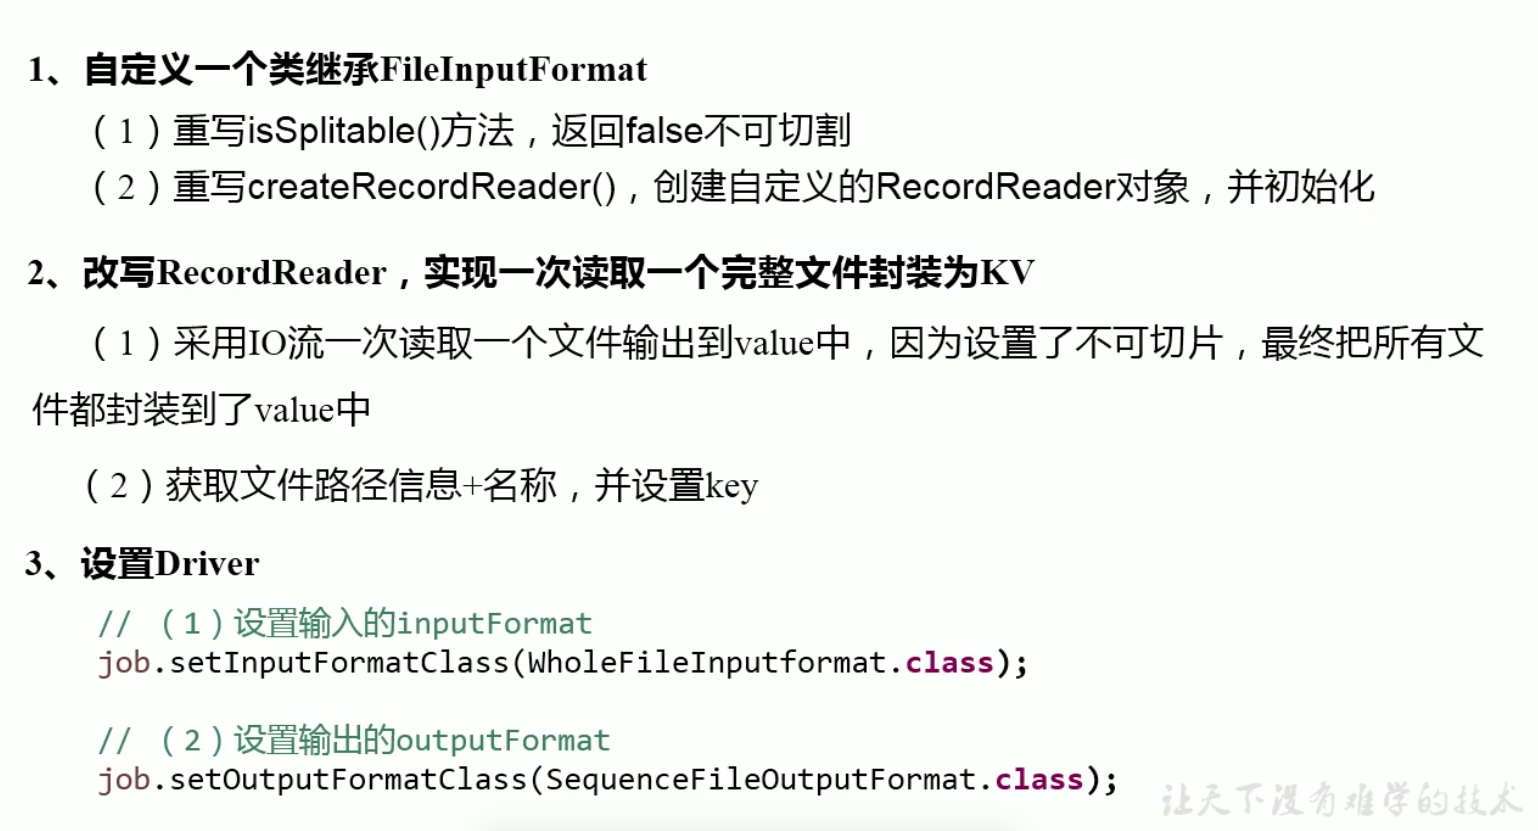 1、自定义一个类继承FileInputFormat
（1）重写isSplitable()方法，返回false不可切割
（2）重写createRecordReader()，创建自定义的RecordReader对象，并初始化
2、改写RecordReader，实现一次读取一个完整文件封装为KV
（1）采用IO流一次读取一个文件输出到value中，因为设置了不可切片，最终把所有文
件都封装到了value中
（2）获取文件路径信息+名称，并设置key
3、设置Driver
// （1）设置输入的inputFormat
job.setInputFormatClass(WholeFileInputformat.class);
// （2）设置输出的outputFormat
job.setOutputFormatClass(SequenceFileOutputFormat.class);
让天下没有难学的技术